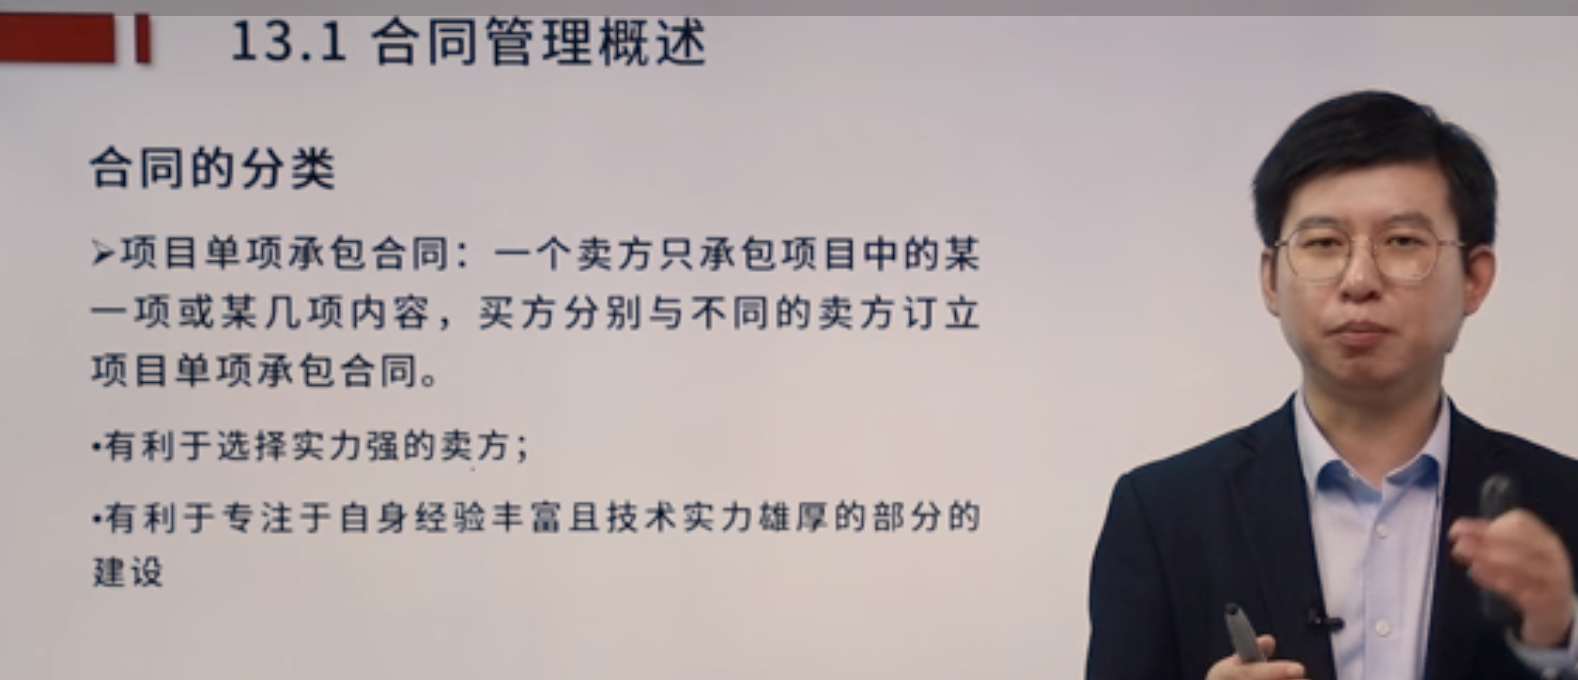 13.1 合同管理概述
合同的分类
➢项目单项承包合同：一个卖方只承包项目中的某
一项或某几项内容，买方分别与不同的卖方订立
项目单项承包合同。
•有利于选择实力强的卖方；
•有利于专注于自身经验丰富且技术实力雄厚的部分的
建设